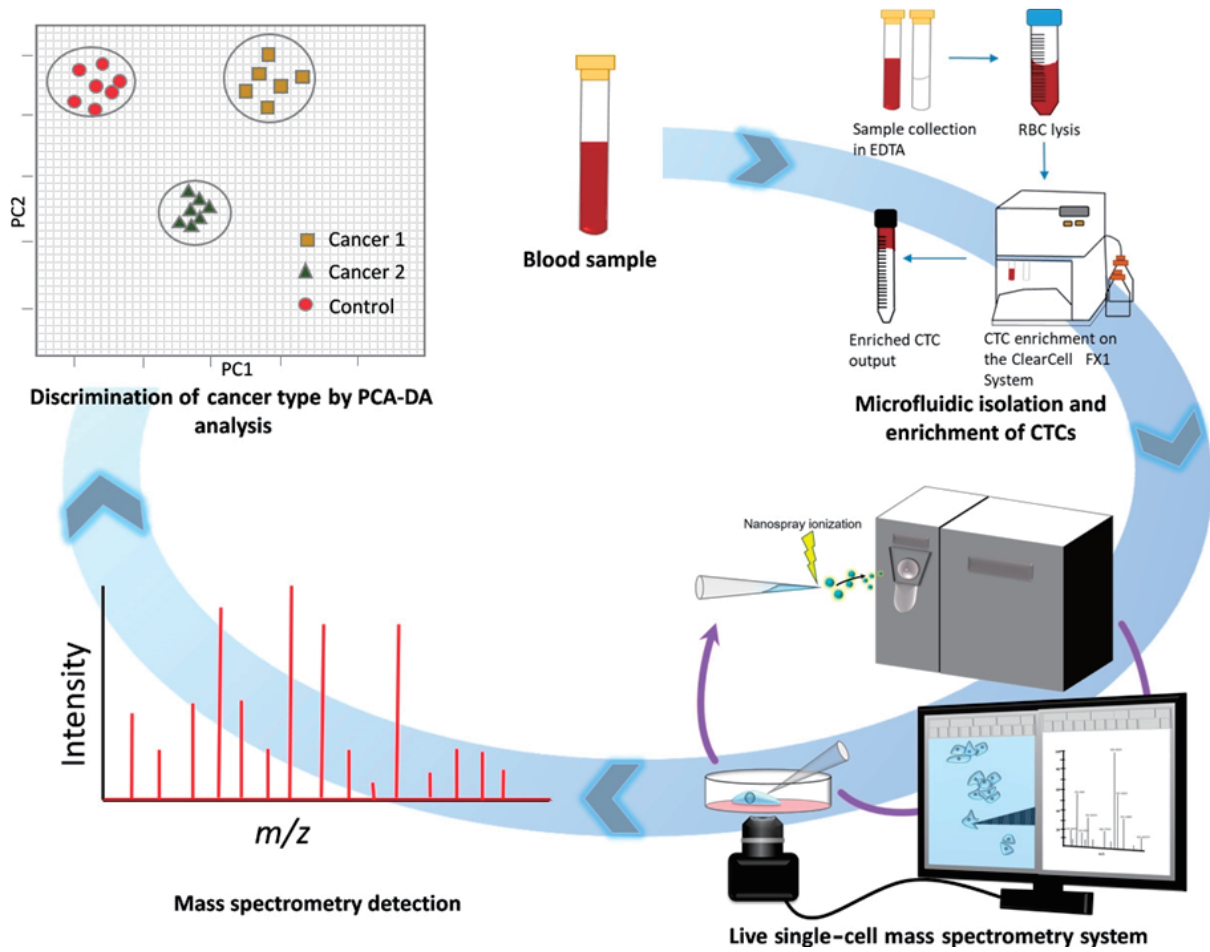 PC2
Cancer 1
Cancer 2
Control
PC1
Discrimination of cancer type by PCA-DA
analysis
Blood sample
Sample collection
in EDTA
RBC lysis
Enriched CTC
output
CTC enrichment on
the ClearCell FX1
System
Microfluidic isolation and
enrichment of CTCs
Nanospray ionization
Live single-cell mass spectrometry system
Intensity
m/z
Mass spectrometry detection